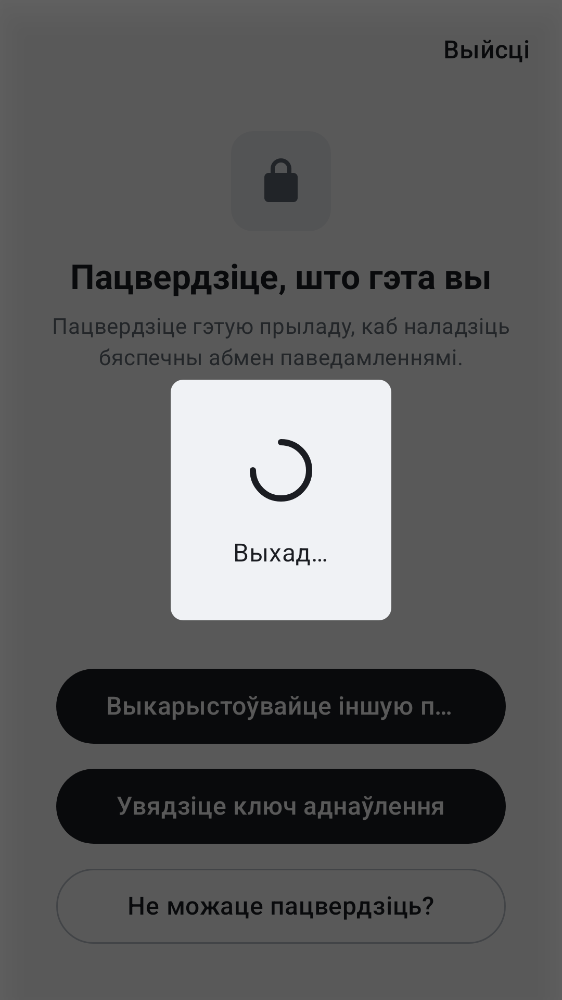 Выйсці
Пацвердзіце, што гэта вы
Пацвердзіце гэтую прыладу, каб наладзіць
бяспечны абмен паведамленнямі.
Выхад…
Выкарыстоўвайце іншую п…
Увядзіце ключ аднаўлення
Не можаце пацвердзіць?